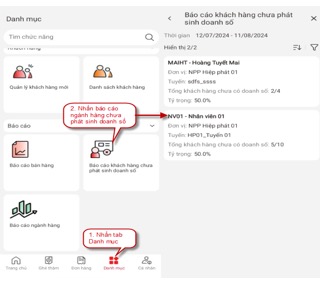 Danh mục
Tìm chức năng
Khách hàng
Quản lý khách hàng mới
Danh sách khách hàng
2. Nhấn báo cáo
ngành hàng chưa
phát sinh doanh số
Báo cáo
Báo cáo bán hàng
Báo cáo khách hàng chưa
phát sinh doanh số
Báo cáo ngành hàng
1. Nhấn tab
Danh mục
Trang chủ
Ghé thăm
Đơn hàng
Danh mục
Cá nhân
Báo cáo khách hàng chưa phát
sinh doanh số
Thời gian 12/07/2024 - 11/08/2024
Hiển thị 2/2
MAIHT - Hoàng Tuyết Mai
Đơn vị: NPP Hiệp phát 01
Tuyến: sdfs_ssss
Tổng khách hàng chưa có doanh số: 2/4
Tỷ trọng: 50.0%
NV01 - Nhân viên 01
Đơn vị: NPP Hiệp phát 01
Tuyến: HP01_Tuyến 01
Tổng khách hàng chưa có doanh số: 5/10
Tỷ trọng: 50.0%